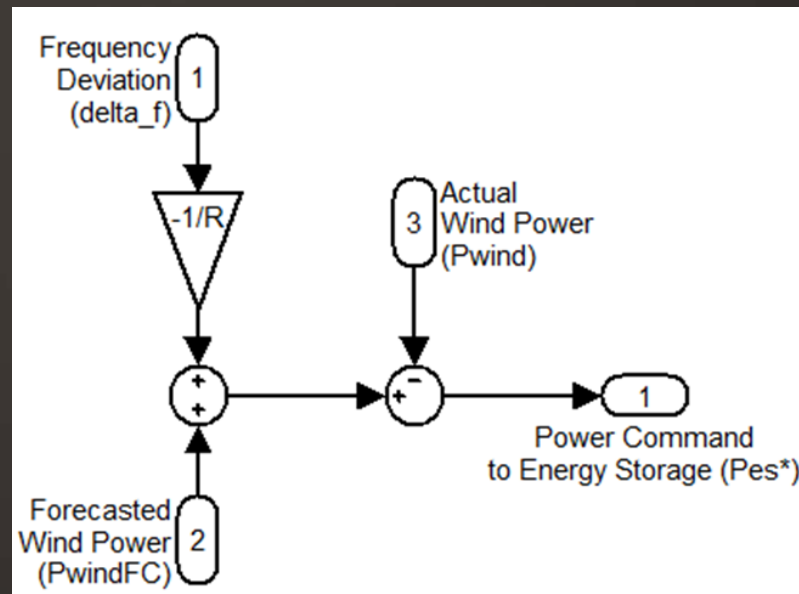 Frequency
Deviation
(delta_f)
1
-1/R
3
Actual
Wind Power
(Pwind)
+
+
+
-
1
Power Command
to Energy Storage (Pes*)
Forecasted
Wind Power
(PwindFC)
2